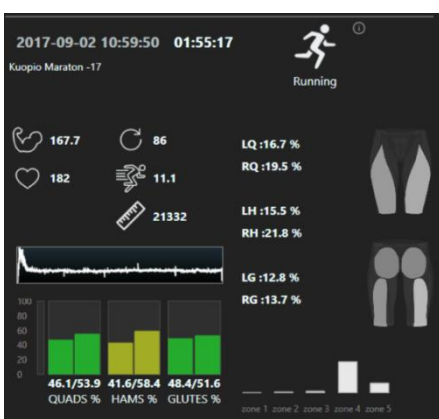 2017-09-02 10:59:50 01:55:17
Kuopio Maraton -17
Running
167.7 86
182 11.1
21332
LQ :16.7 %
RQ :19.5 %
LH :15.5 %
RH :21.8 %
LG :12.8 %
RG :13.7 %
100
80
60
40
20
0
46.1/53.9 41.6/58.4 48.4/51.6
QUADS % HAMS % GLUTES %
zone 1 zone 2 zone 3 zone 4 zone 5